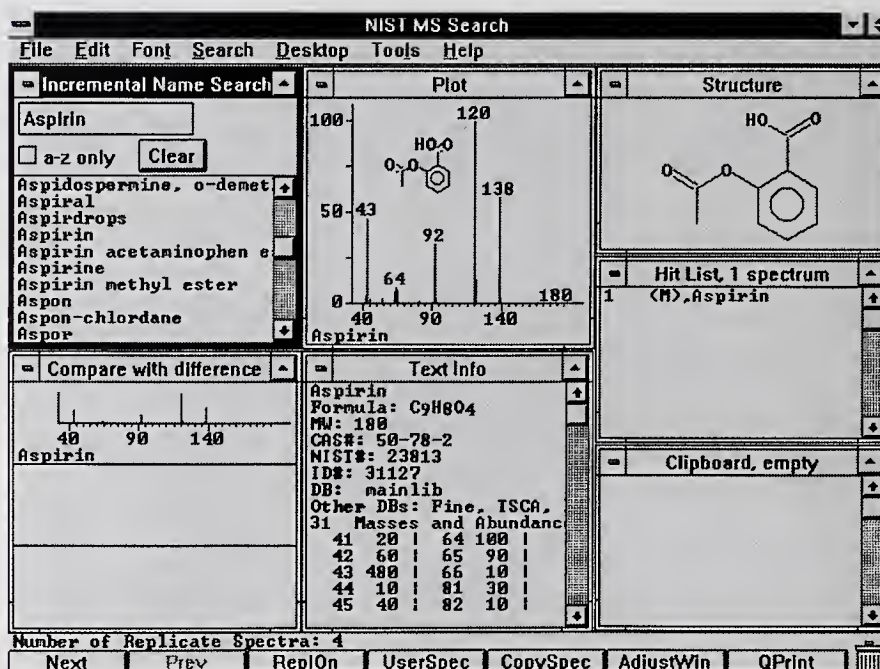 NIST MS Search
File Edit Font Search Desktop Tools Help
Incremental Name Search
Aspirin
a-z only Clear
Aspidospermine, o-demet
Aspiral
Aspirdrops
Aspirin
Aspirin acetaminophen e
Aspirine
Aspirin methyl ester
Aspon
Aspon-chlordane
Aspor
Plot
100
120
HO O
O O
138
50
43
92
64
180
0
40 90 140
Aspirin
Structure
HO O
O O
Hit List, 1 spectrum
1 (M),Aspirin
Compare with difference
40 90 140
Aspirin
Text Info
Aspirin
Formula: C9H8O4
MW: 180
CAS#: 50-78-2
NIST#: 23813
ID#: 31127
DB: mainlib
Other DBs: Fine, TSCA,
31 Masses and Abundanc
41 20 | 64 100 |
42 60 | 65 90 |
43 480 | 66 10 |
44 10 | 81 30 |
45 40 | 82 10 |
Clipboard, empty
Number of Replicate Spectra: 4
Next Prev ReplOn UserSpec CopySpec AdjustWin QPrint